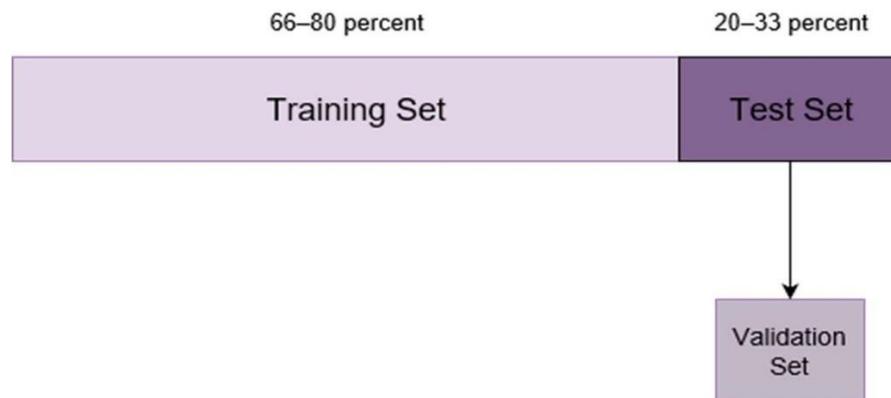 66–80 percent
20–33 percent
Training Set
Test Set
Validation
Set